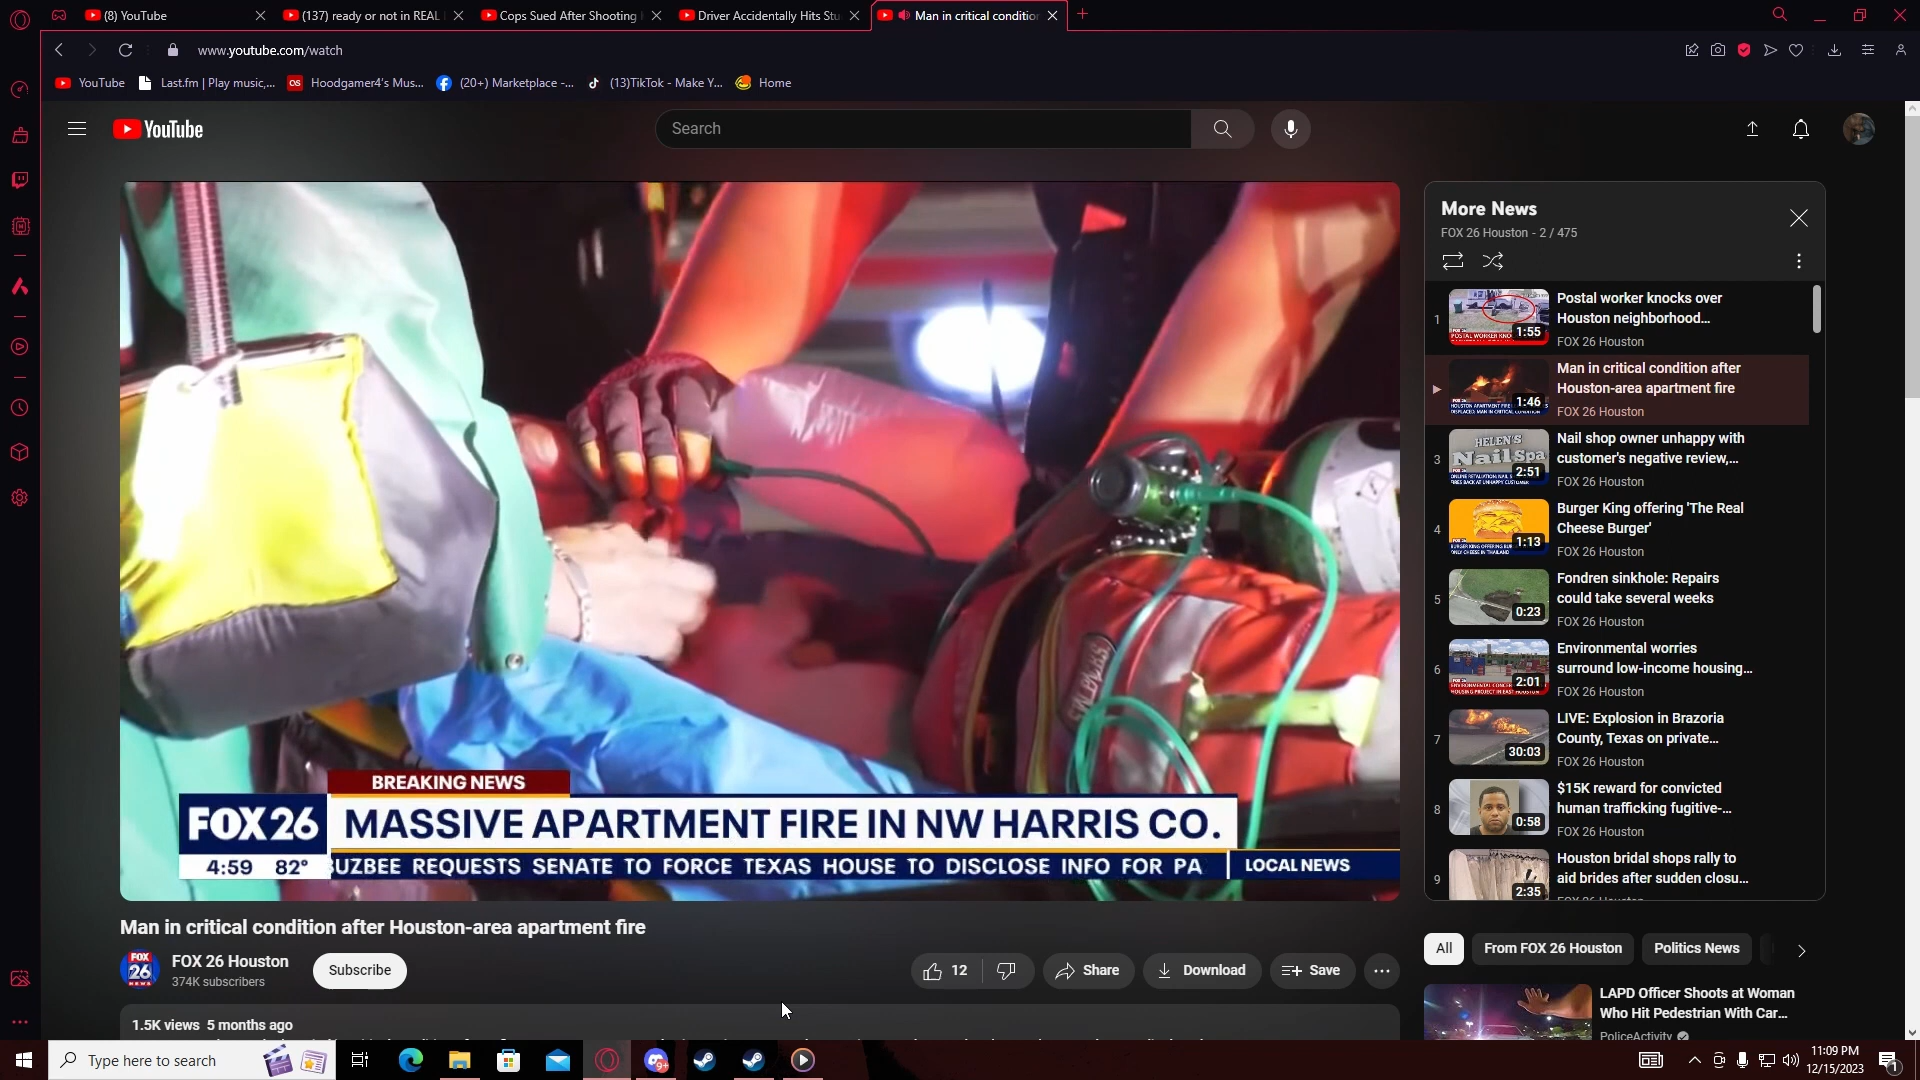 (8) YouTube
(137) ready or not in REAL
Cops Sued After Shooting
Driver Accidentally Hits Stu
Man in critical conditio
www.youtube.com/watch
YouTube
Last.fm | Play music,...
Hoodgamer4's Mus...
(20+) Marketplace -...
(13)TikTok - Make Y...
Home
YouTube
Search
BREAKING NEWS
FOX 26
MASSIVE APARTMENT FIRE IN NW HARRIS CO.
4:59 82°
BUZBEE REQUESTS SENATE TO FORCE TEXAS HOUSE TO DISCLOSE INFO FOR PA
LOCAL NEWS
Man in critical condition after Houston-area apartment fire
FOX 26 NEWS
FOX 26 Houston
374K subscribers
Subscribe
12
Share
Download
Save
1.5K views 5 months ago
More News
FOX 26 Houston - 2 / 475
1
1:55
Postal worker knocks over
Houston neighborhood...
FOX 26 Houston
1:46
Man in critical condition after
Houston-area apartment fire
FOX 26 Houston
3
HELEN'S
Nail Spa
2:51
Nail shop owner unhappy with
customer's negative review,...
FOX 26 Houston
4
1:13
Burger King offering 'The Real
Cheese Burger'
FOX 26 Houston
5
0:23
Fondren sinkhole: Repairs
could take several weeks
FOX 26 Houston
6
2:01
Environmental worries
surround low-income housing...
FOX 26 Houston
7
30:03
LIVE: Explosion in Brazoria
County, Texas on private...
FOX 26 Houston
8
0:58
$15K reward for convicted
human trafficking fugitive-...
FOX 26 Houston
9
2:35
Houston bridal shops rally to
aid brides after sudden closu...
All
From FOX 26 Houston
Politics News
LAPD Officer Shoots at Woman
Who Hit Pedestrian With Car...
PoliceActivity
Type here to search
9+
11:09 PM
12/15/2023
1